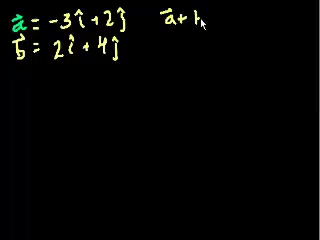 a⃗ = -3î + 2ĵ
b⃗ = 2î + 4ĵ
a⃗ +